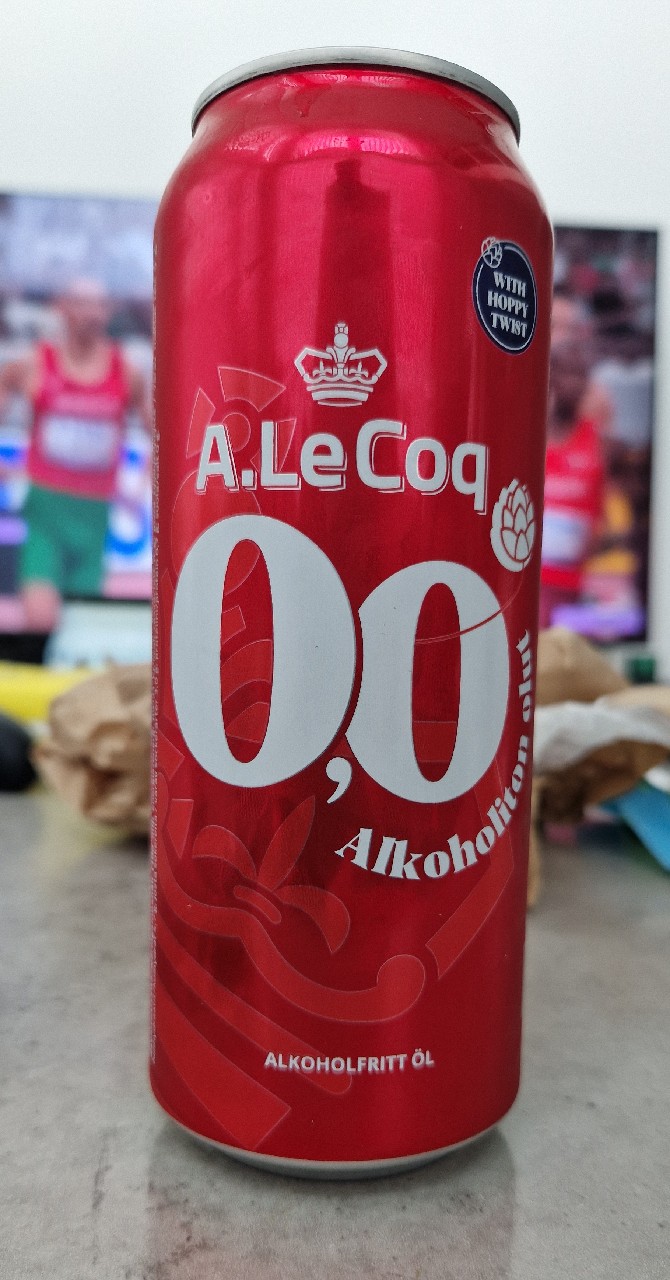 WITH
HOPPY
TWIST
A.Le Coq
0,0
Alkoholiton olut
ALKOHOLFRITT ÖL